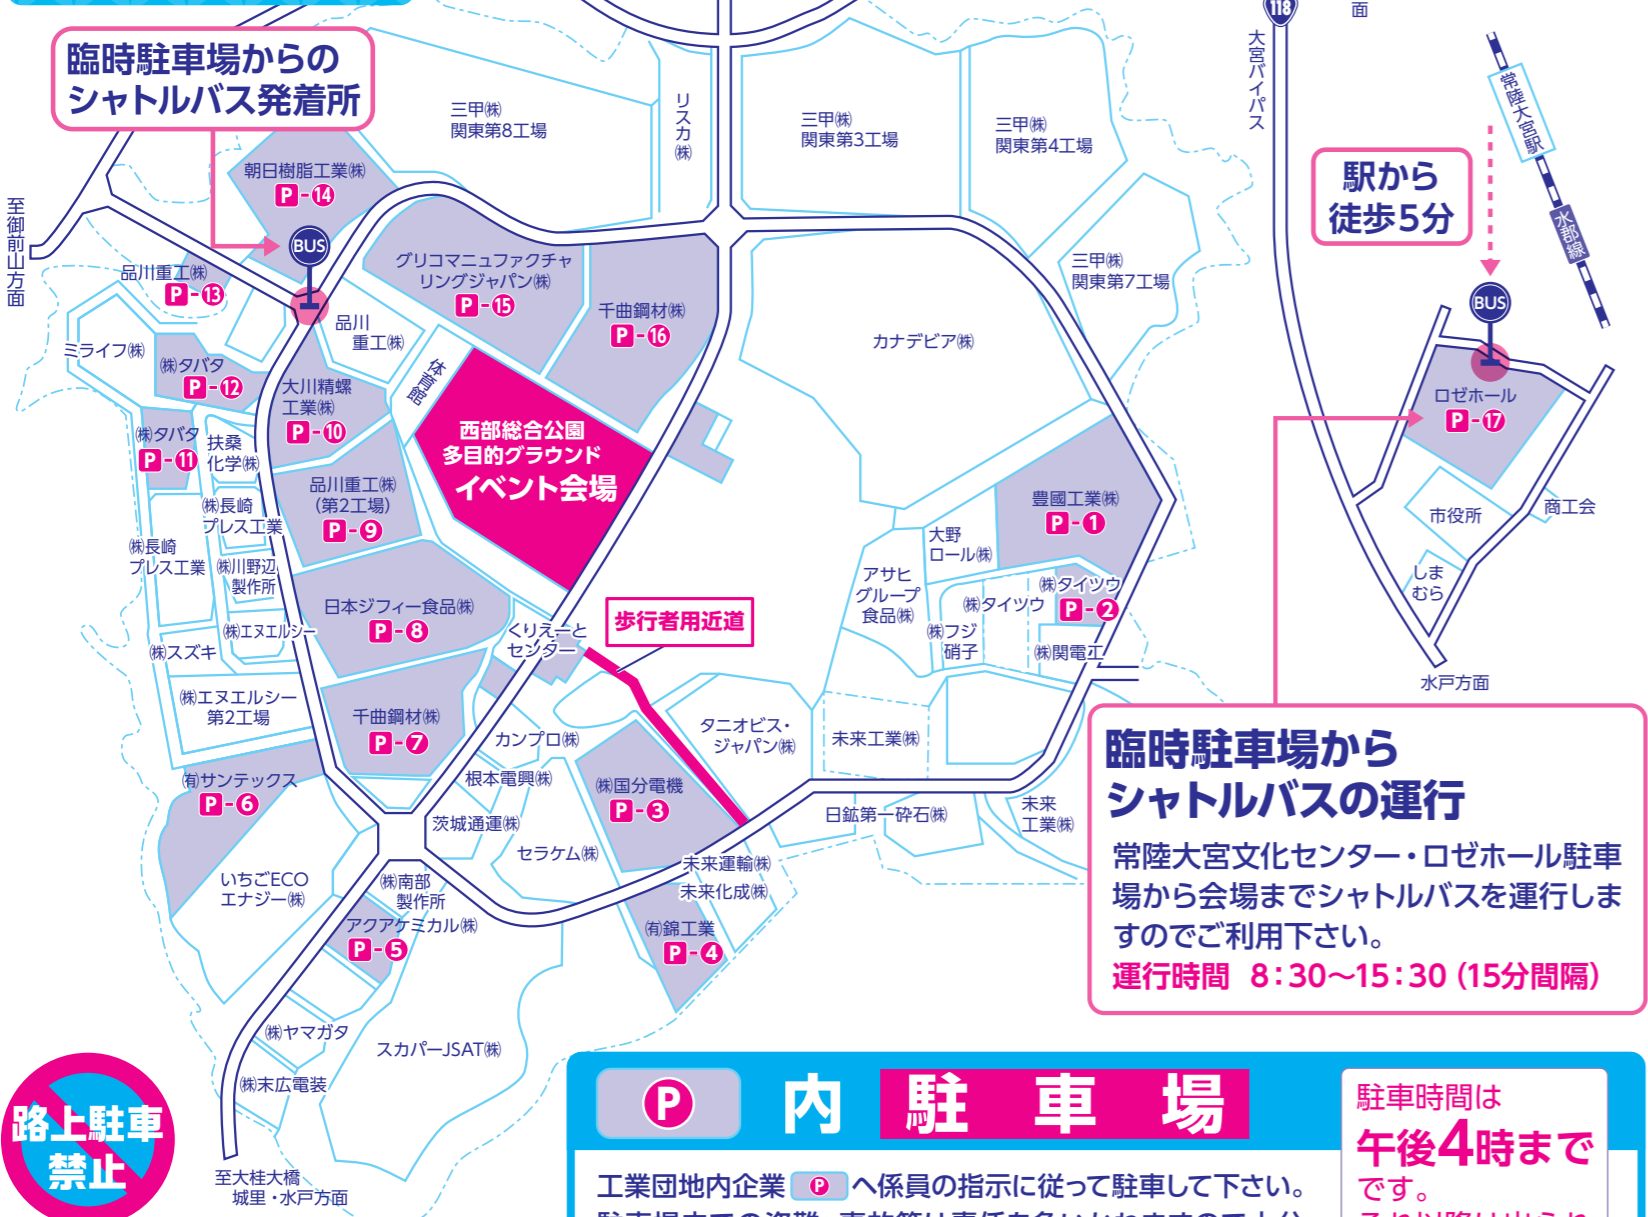 臨時駐車場からの
シャトルバス発着所
118
面
大宮バイパス
常陸大宮駅
水郡線
駅から
徒歩5分
BUS
ロゼホール
P-17
市役所
商工会
しま
むら
水戸方面
至御前山方面
三甲㈱
関東第8工場
リスカ㈱
三甲㈱
関東第3工場
三甲㈱
関東第4工場
三甲㈱
関東第7工場
朝日樹脂工業㈱
P-14
BUS
品川重工㈱
P-13
グリコマニュファクチャ
リングジャパン㈱
P-15
千曲鋼材㈱
P-16
カナデビア㈱
品川
重工㈱
体育館
ミライフ㈱
㈱タバタ
P-12
大川精螺
工業㈱
P-10
㈱タバタ
P-11
扶桑
化学㈱
西部総合公園
多目的グラウンド
イベント会場
品川重工㈱
(第2工場)
P-9
㈱長崎
プレス工業
㈱長崎
プレス工業
㈱川野辺
製作所
豊國工業㈱
P-1
大野
ロール㈱
アサヒ
グループ
食品㈱
㈱タイツウ
P-2
㈱タイツウ
㈱フジ
硝子
㈱関電工
日本ジフィー食品㈱
P-8
くりえーと
センター
歩行者用近道
㈱エヌエルシー
㈱スズキ
㈱エヌエルシー
第2工場
千曲鋼材㈱
P-7
カンプロ㈱
タニオビス・
ジャパン㈱
未来工業㈱
根本電興㈱
㈱国分電機
P-3
㈲サンテックス
P-6
茨城通運㈱
セラケム㈱
日鉱第一砕石㈱
未来
工業㈱
未来運輸㈱
未来化成㈱
いちごECO
エナジー㈱
㈱南部
製作所
アクアケミカル㈱
P-5
㈲錦工業
P-4
㈱ヤマガタ
スカパーJSAT㈱
㈱末広電装
至大桂大橋
城里・水戸方面
路上駐車
禁止
臨時駐車場から
シャトルバスの運行
常陸大宮文化センター・ロゼホール駐車
場から会場までシャトルバスを運行しま
すのでご利用下さい。
運行時間 8:30～15:30 (15分間隔)
P 内 駐車場
工業団地内企業 P へ係員の指示に従って駐車して下さい。
駐車時間は
午後4時まで
です。